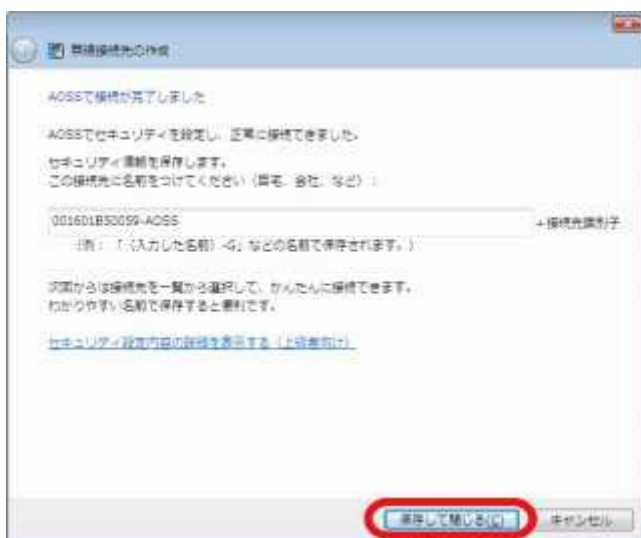 無線接続先の作成
AOSSで接続が完了しました
AOSSでセキュリティを設定し、正常に接続できました。
セキュリティ情報を保存します。
この接続先に名前をつけてください（自宅、会社、など）：
001601B50059-AOSS
+接続先識別子
（例：「（入力した名前）-G」などの名前で保存されます。）
次回からは接続先を一覧から選択して、かんたんに接続できます。
わかりやすい名前で保存すると便利です。
セキュリティ設定内容の詳細を表示する（上級者向け）
保存して閉じる(C)
キャンセル